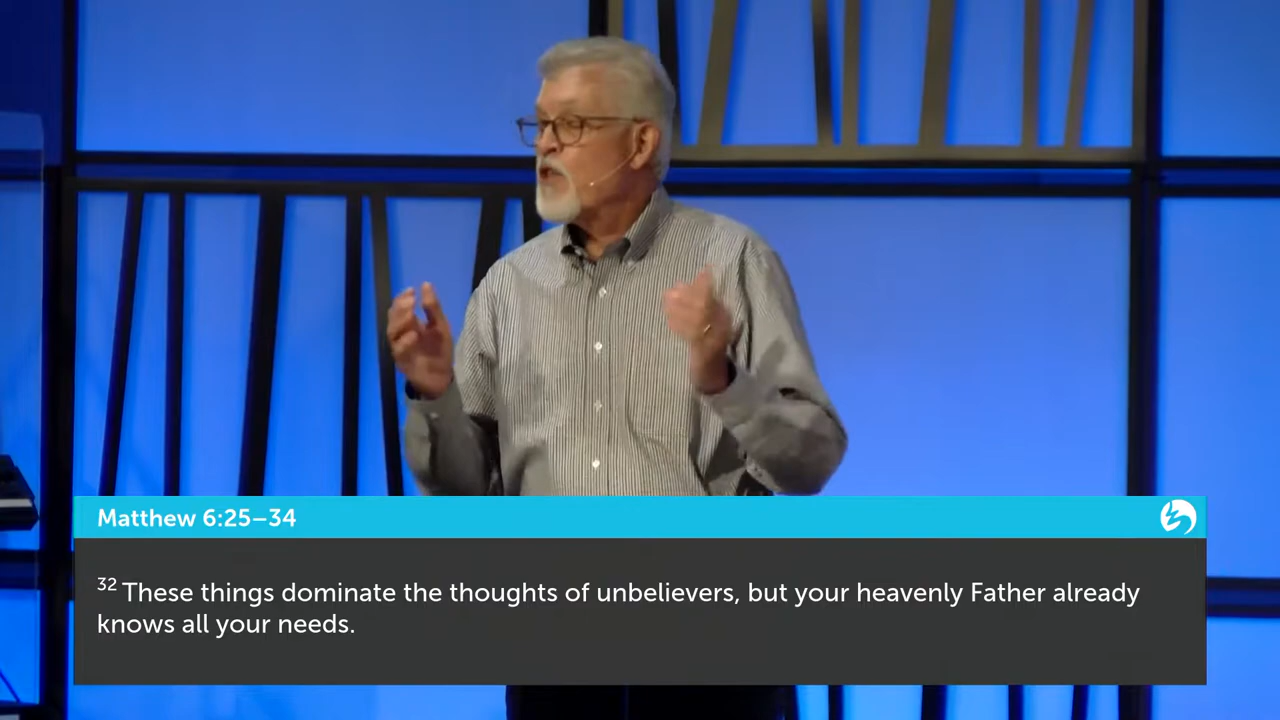 Matthew 6:25–34
32 These things dominate the thoughts of unbelievers, but your heavenly Father already
knows all your needs.